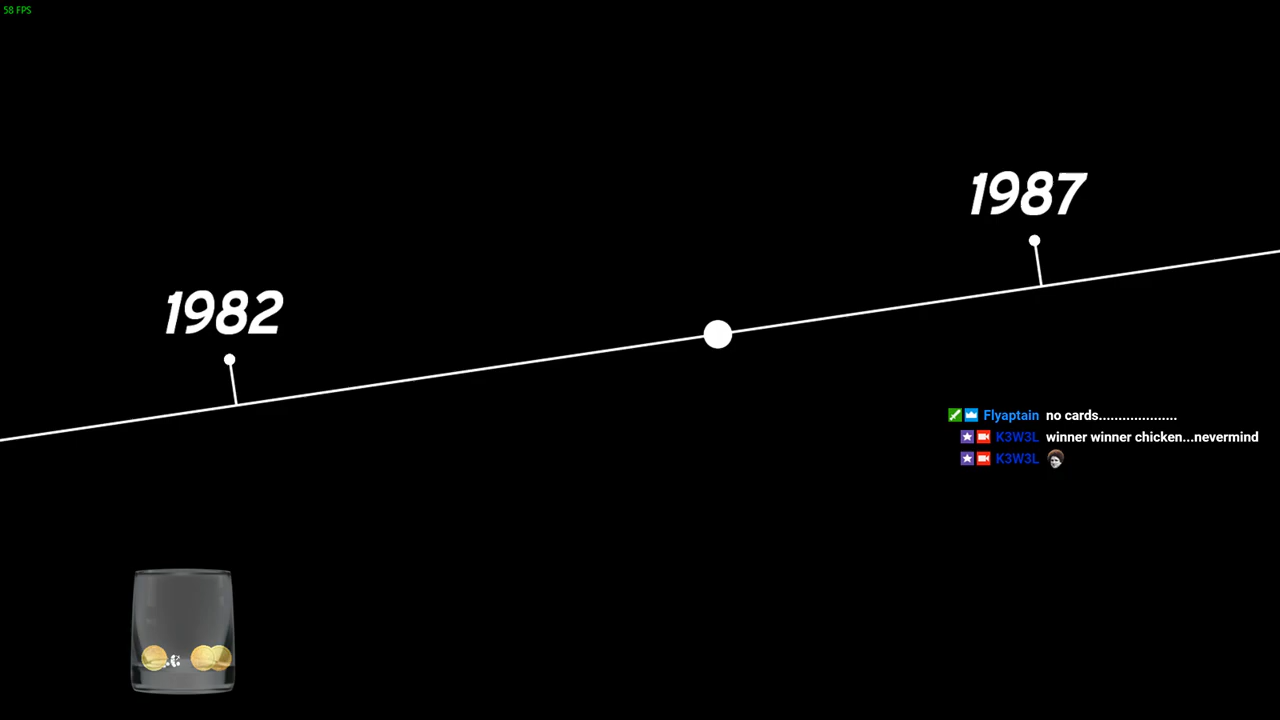 58 FPS
1987
1982
Flyaptain no cards....................
K3W3L winner winner chicken...nevermind
K3W3L